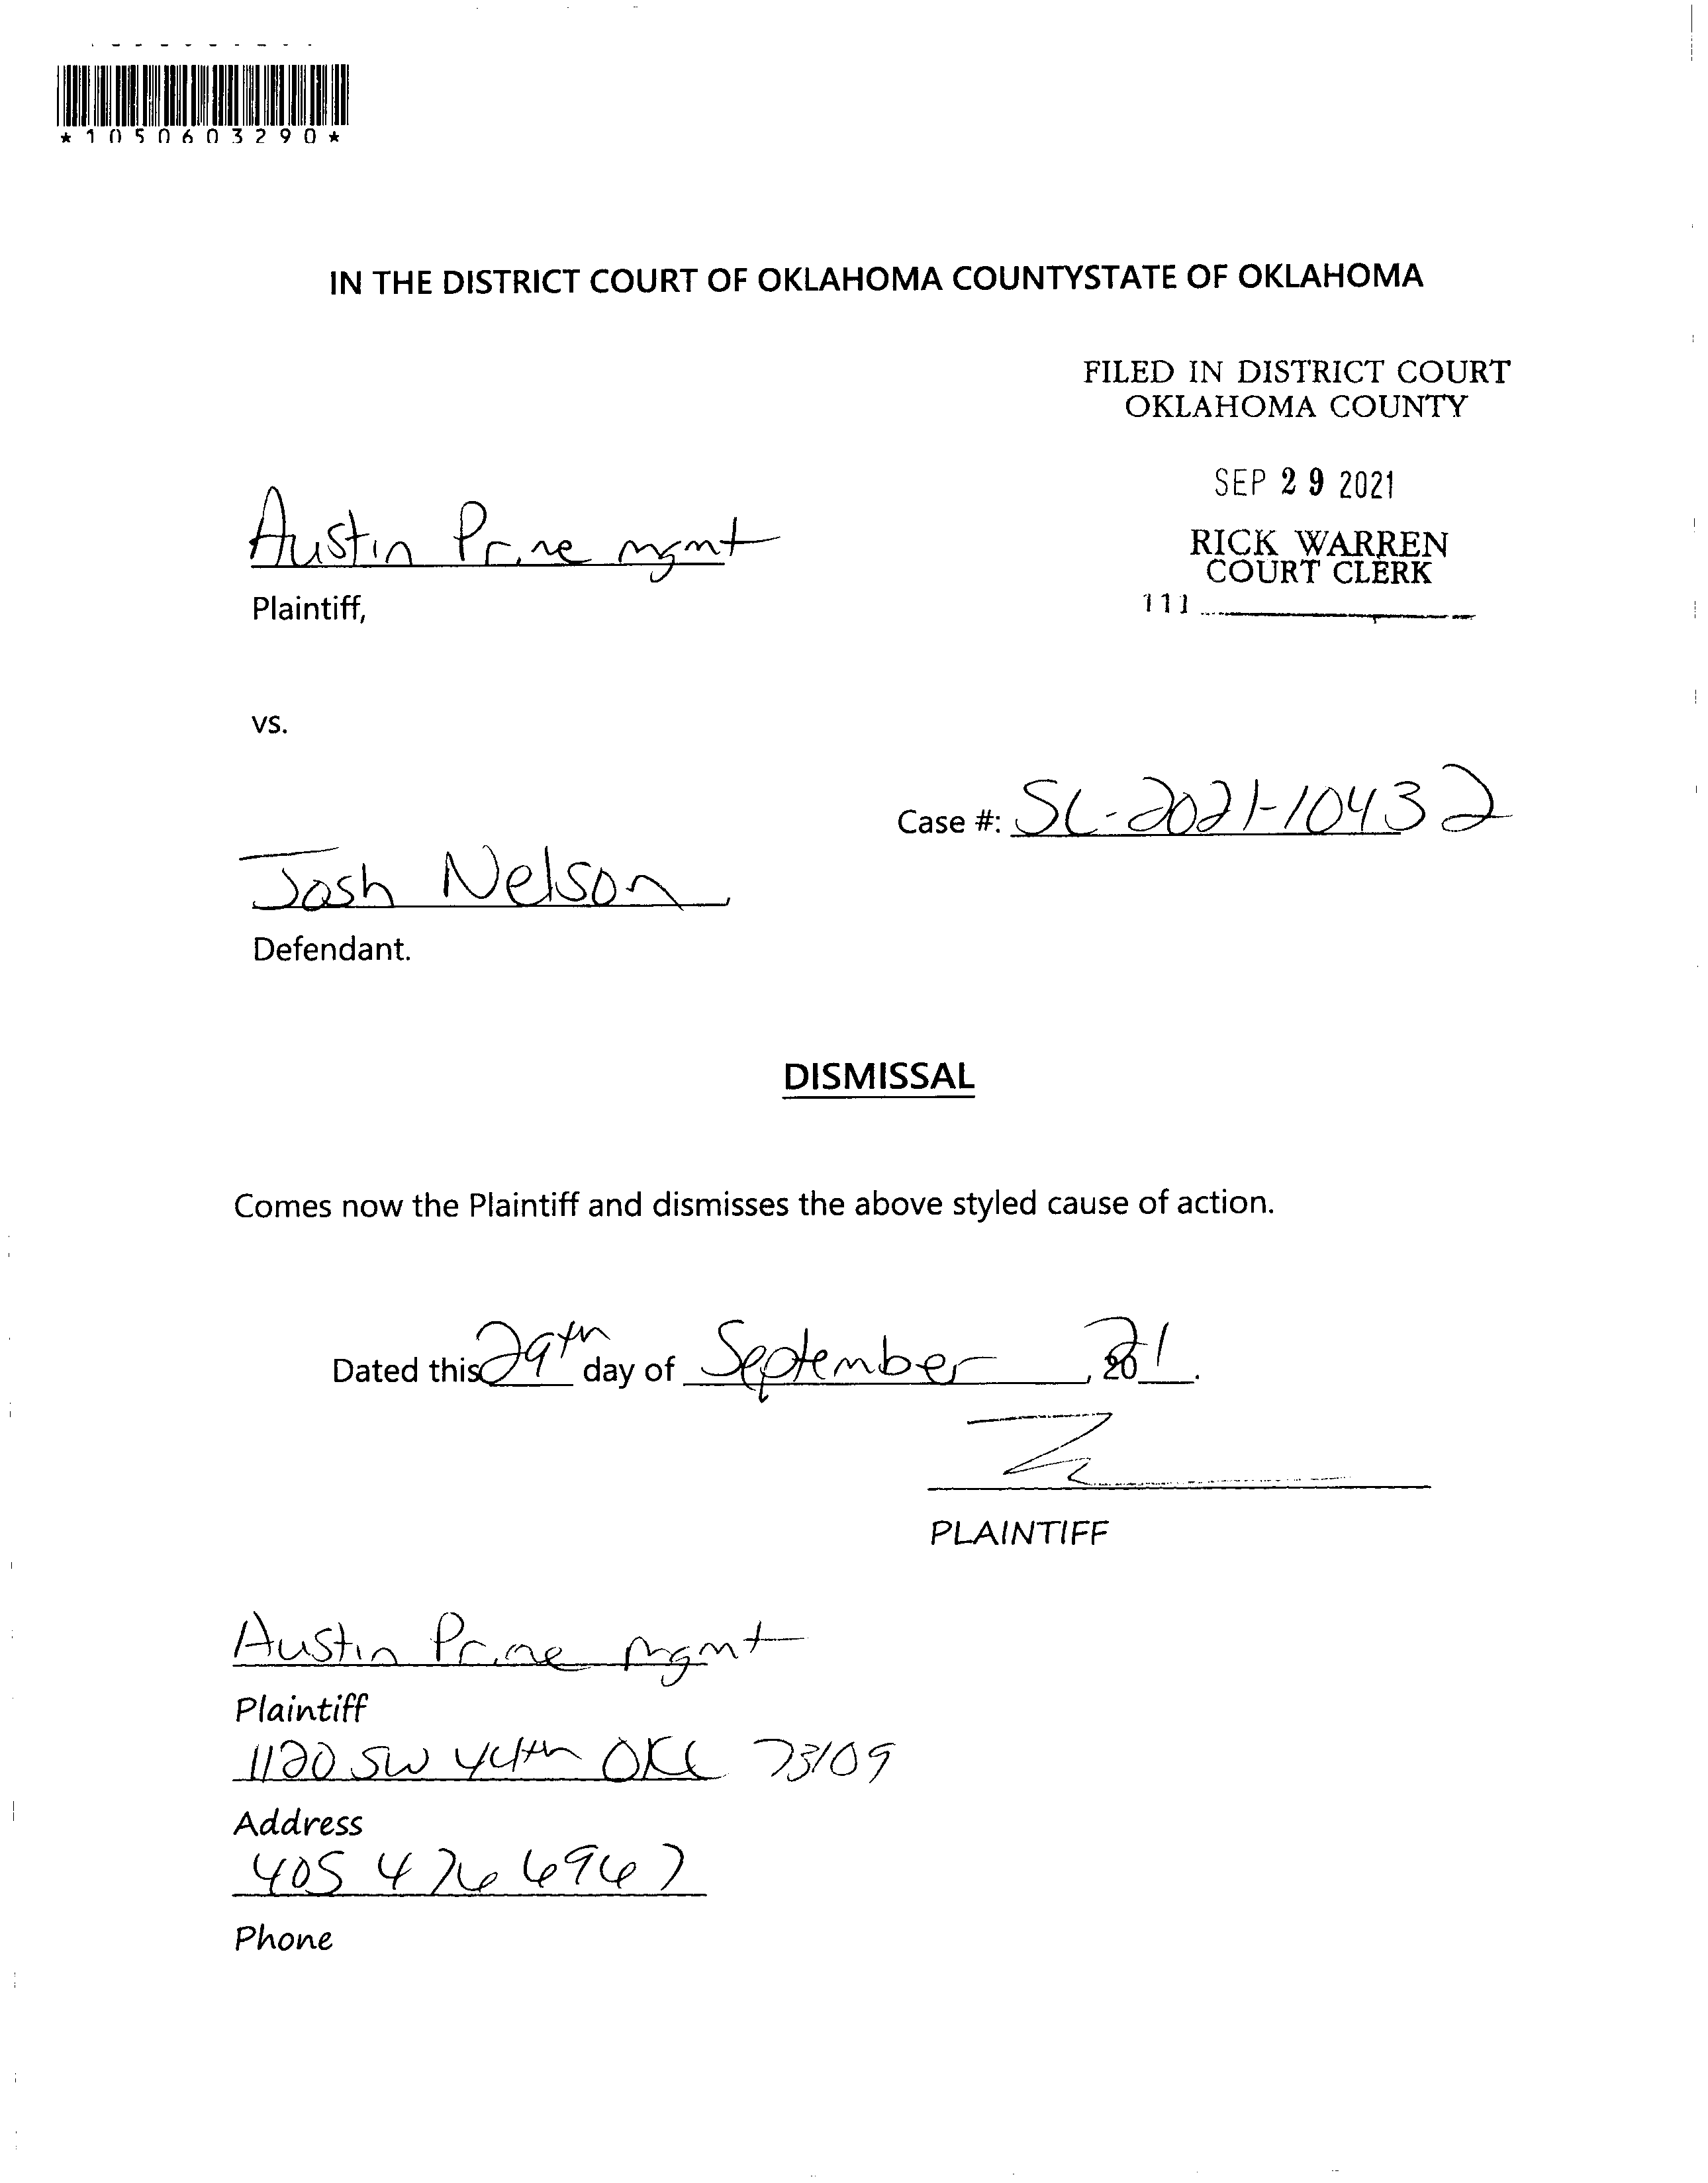 *1050603290*
IN THE DISTRICT COURT OF OKLAHOMA COUNTYSTATE OF OKLAHOMA
FILED IN DISTRICT COURT
OKLAHOMA COUNTY
SEP 29 2021
RICK WARREN
COURT CLERK
111
Austin Prine mgmt
Plaintiff,
vs.
Case #: SC-2021-10432
Josh Nelson
Defendant.
DISMISSAL
Comes now the Plaintiff and dismisses the above styled cause of action.
Dated this 29th day of September, 21.
PLAINTIFF
Austin Prine mgmt
Plaintiff
1120 SW 44th OKC 73109
Address
405 476 6967
Phone